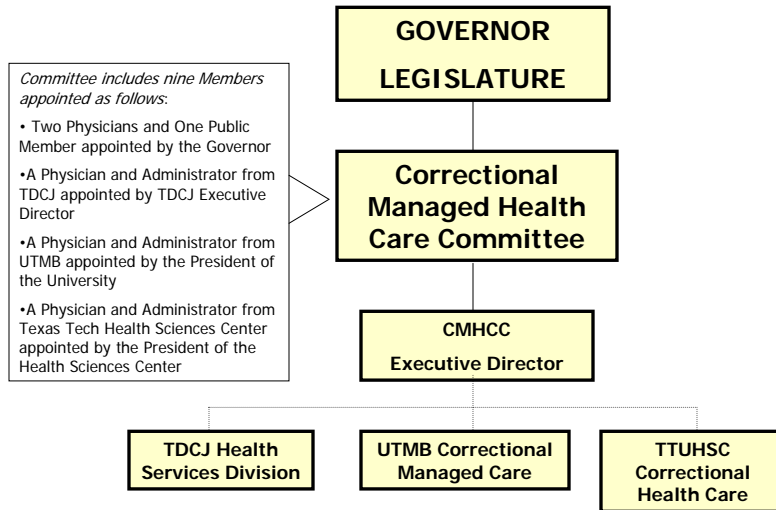 GOVERNOR
LEGISLATURE
Committee includes nine Members
appointed as follows:
• Two Physicians and One Public
Member appointed by the Governor
•A Physician and Administrator from
TDCJ appointed by TDCJ Executive
Director
•A Physician and Administrator from
UTMB appointed by the President of
the University
•A Physician and Administrator from
Texas Tech Health Sciences Center
appointed by the President of the
Health Sciences Center
Correctional
Managed Health
Care Committee
CMHCC
Executive Director
TDCJ Health
Services Division
UTMB Correctional
Managed Care
TTUHSC
Correctional
Health Care